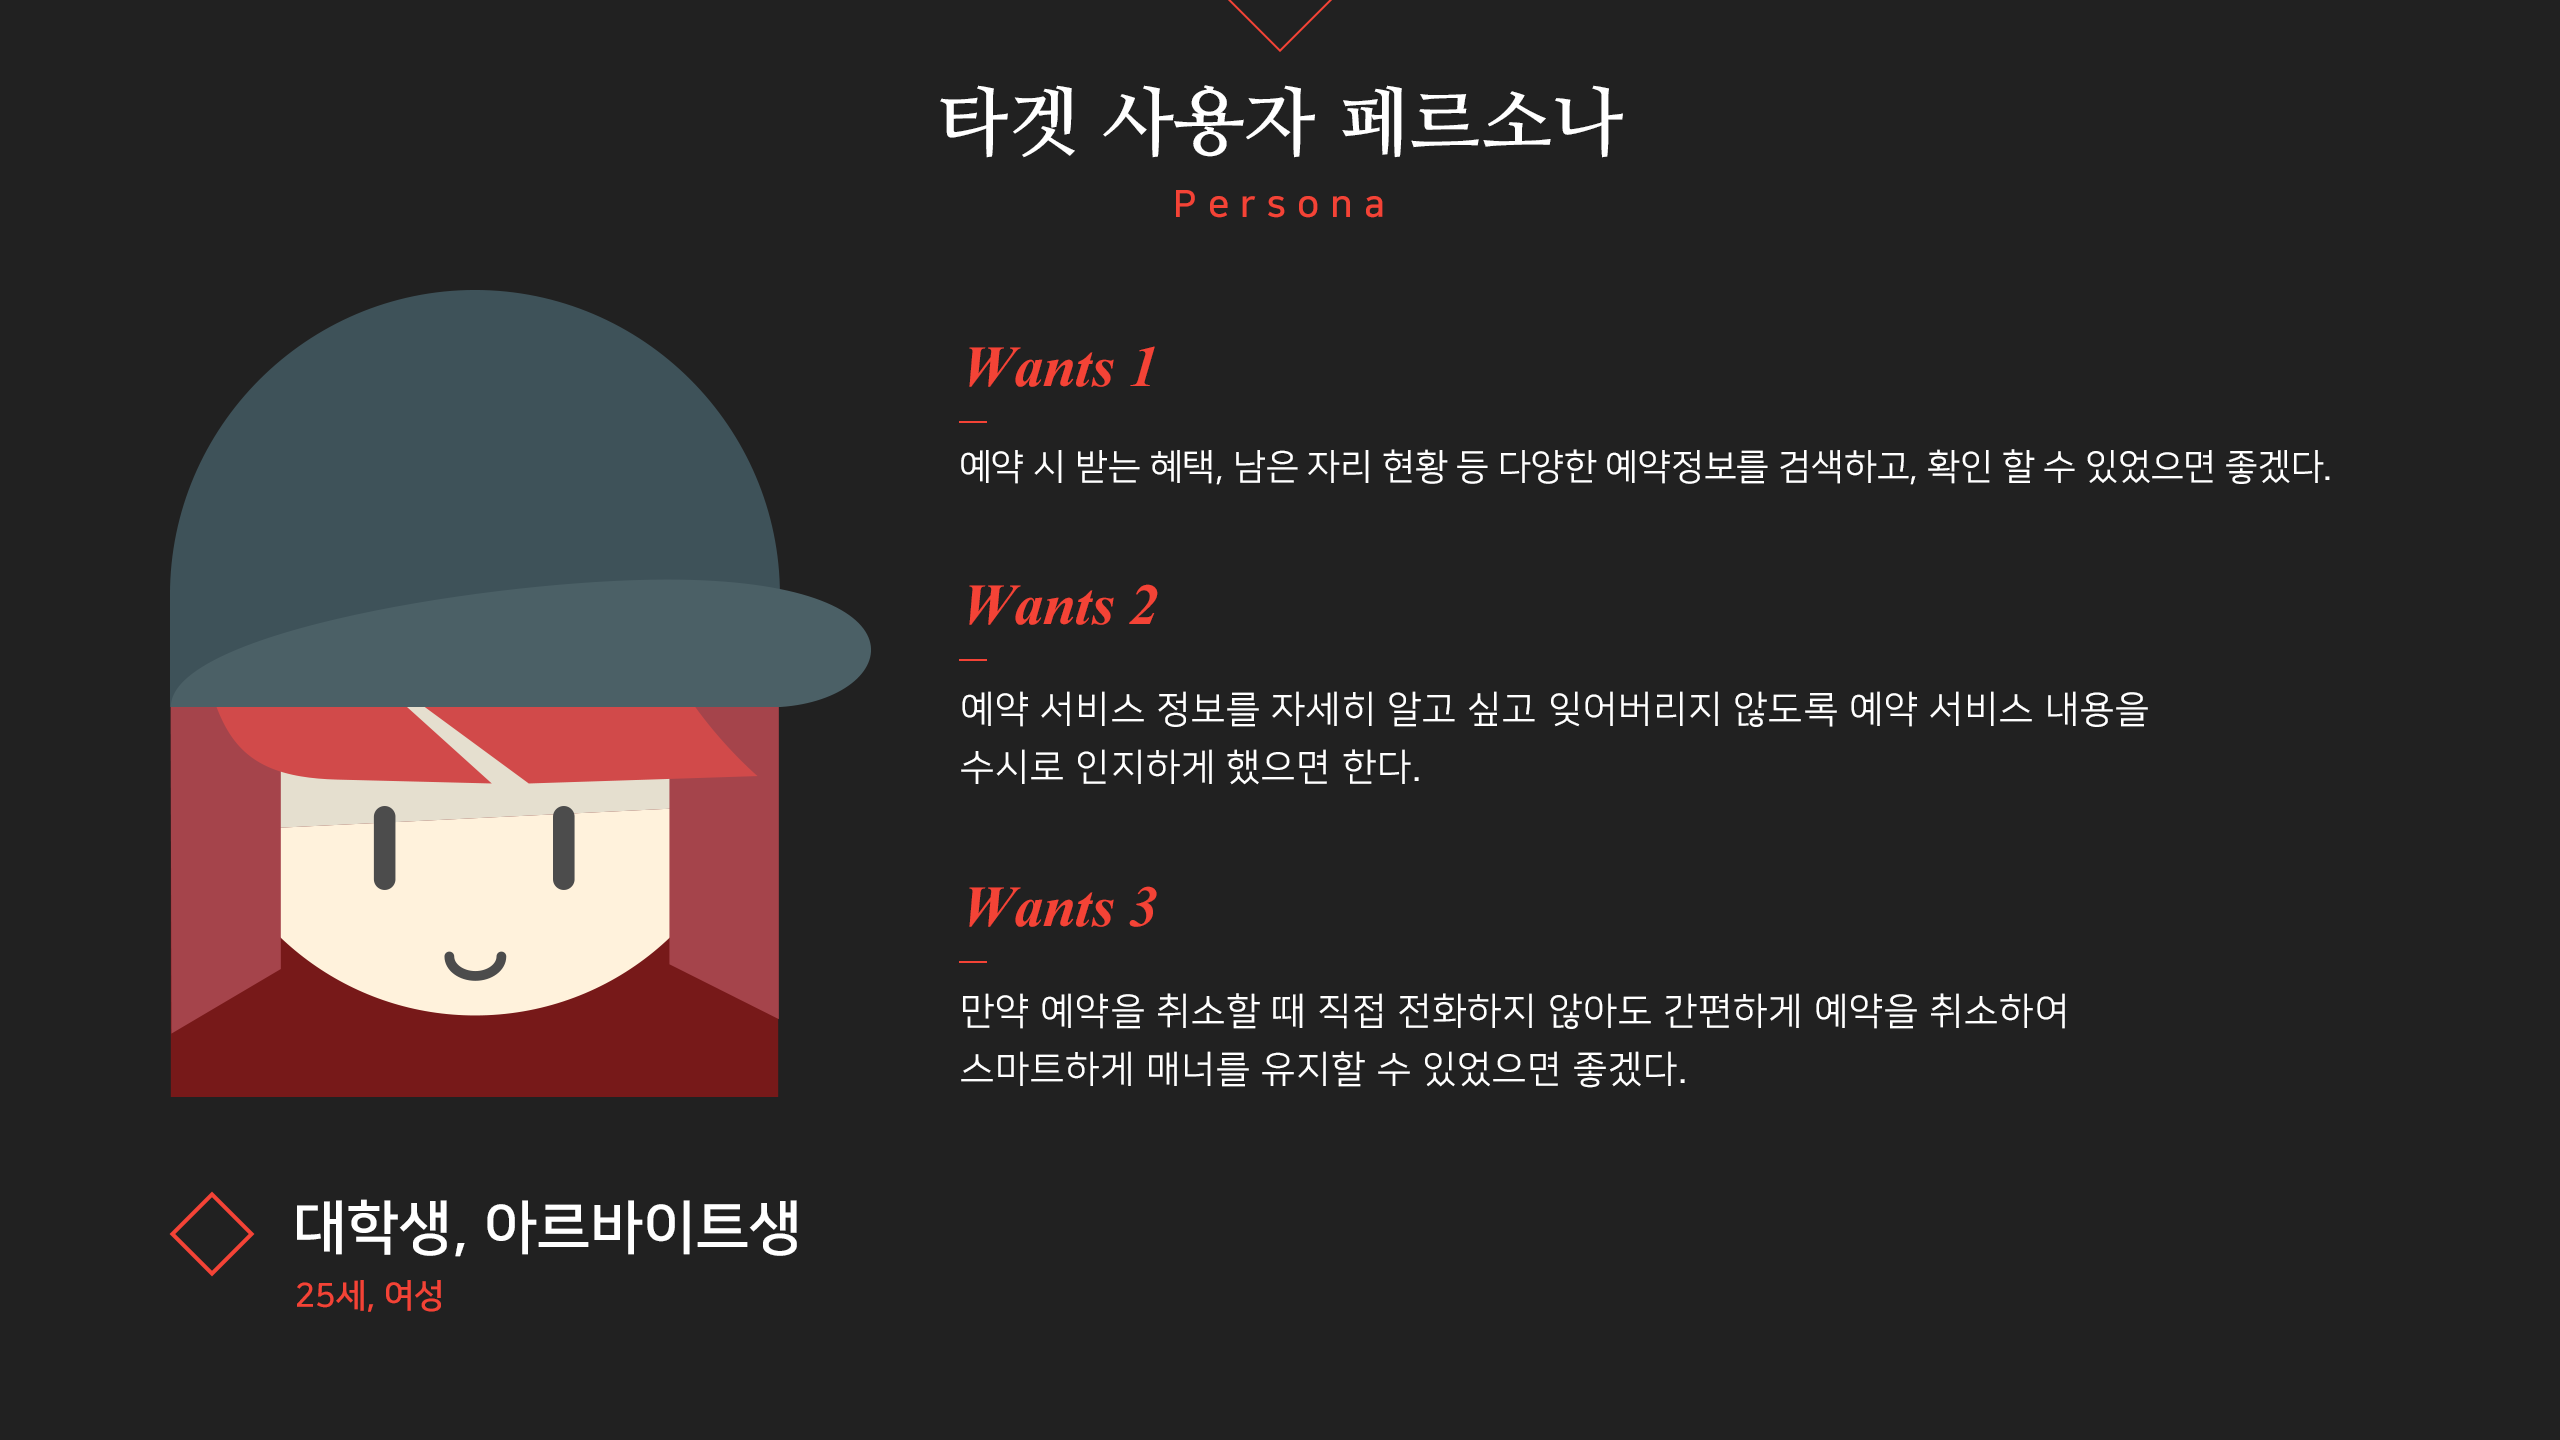 타겟 사용자 페르소나
Persona
Wants 1
예약 시 받는 혜택, 남은 자리 현황 등 다양한 예약정보를 검색하고, 확인 할 수 있었으면 좋겠다.
Wants 2
예약 서비스 정보를 자세히 알고 싶고 잊어버리지 않도록 예약 서비스 내용을
수시로 인지하게 했으면 한다.
Wants 3
만약 예약을 취소할 때 직접 전화하지 않아도 간편하게 예약을 취소하여
스마트하게 매너를 유지할 수 있었으면 좋겠다.
대학생, 아르바이트생
25세, 여성